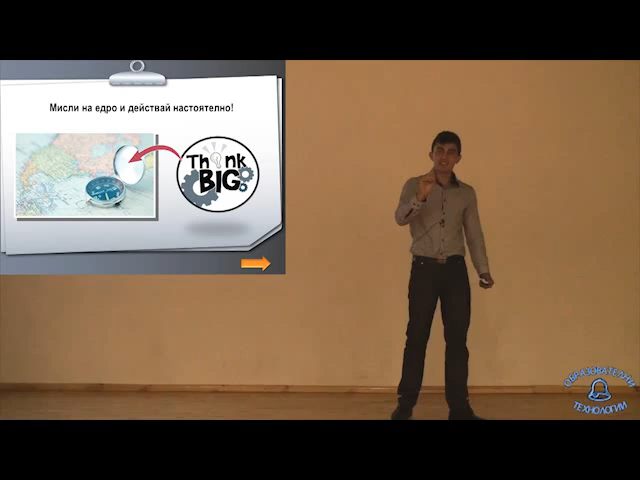 Мисли на едро и действай настоятелно!
Think
BIG
ОБРАЗОВАТЕЛНИ
ТЕХНОЛОГИИ